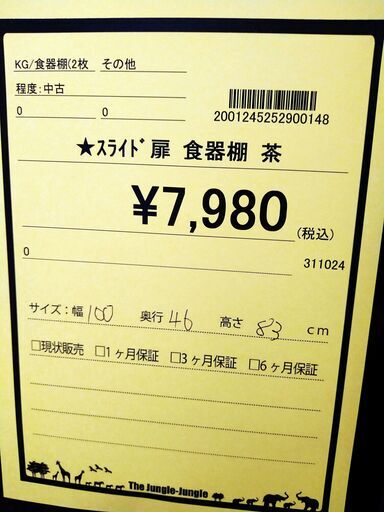 KG/食器棚(2枚 その他
程度:中古
0 0
2001245252900148
★ｽﾗｲﾄﾞ扉 食器棚 茶
¥7,980 (税込)
0 311024
サイズ:幅 100 奥行 46 高さ 83 cm
□現状販売 □1ヶ月保証 □3ヶ月保証 □6ヶ月保証
The Jungle-Jungle